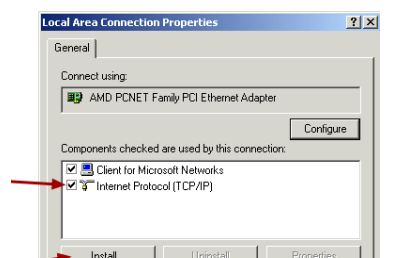 Local Area Connection Properties
General
Connect using:
AMD PCNET Family PCI Ethernet Adapter
Configure
Components checked are used by this connection:
Client for Microsoft Networks
Internet Protocol (TCP/IP)
Install Uninstall Properties